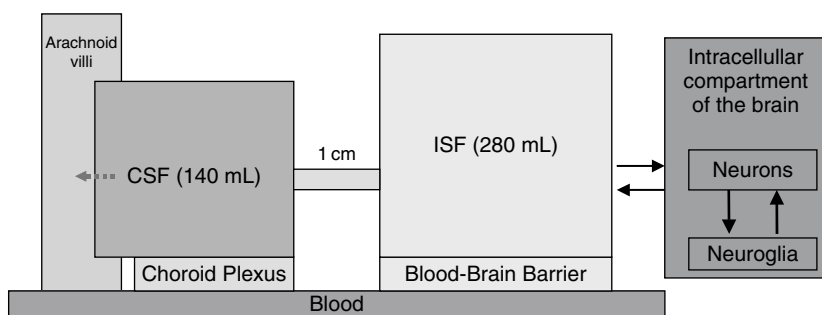 Arachnoid
villi
CSF (140 mL)
1 cm
ISF (280 mL)
Intracellullar
compartment
of the brain
Neurons
Neuroglia
Choroid Plexus
Blood-Brain Barrier
Blood